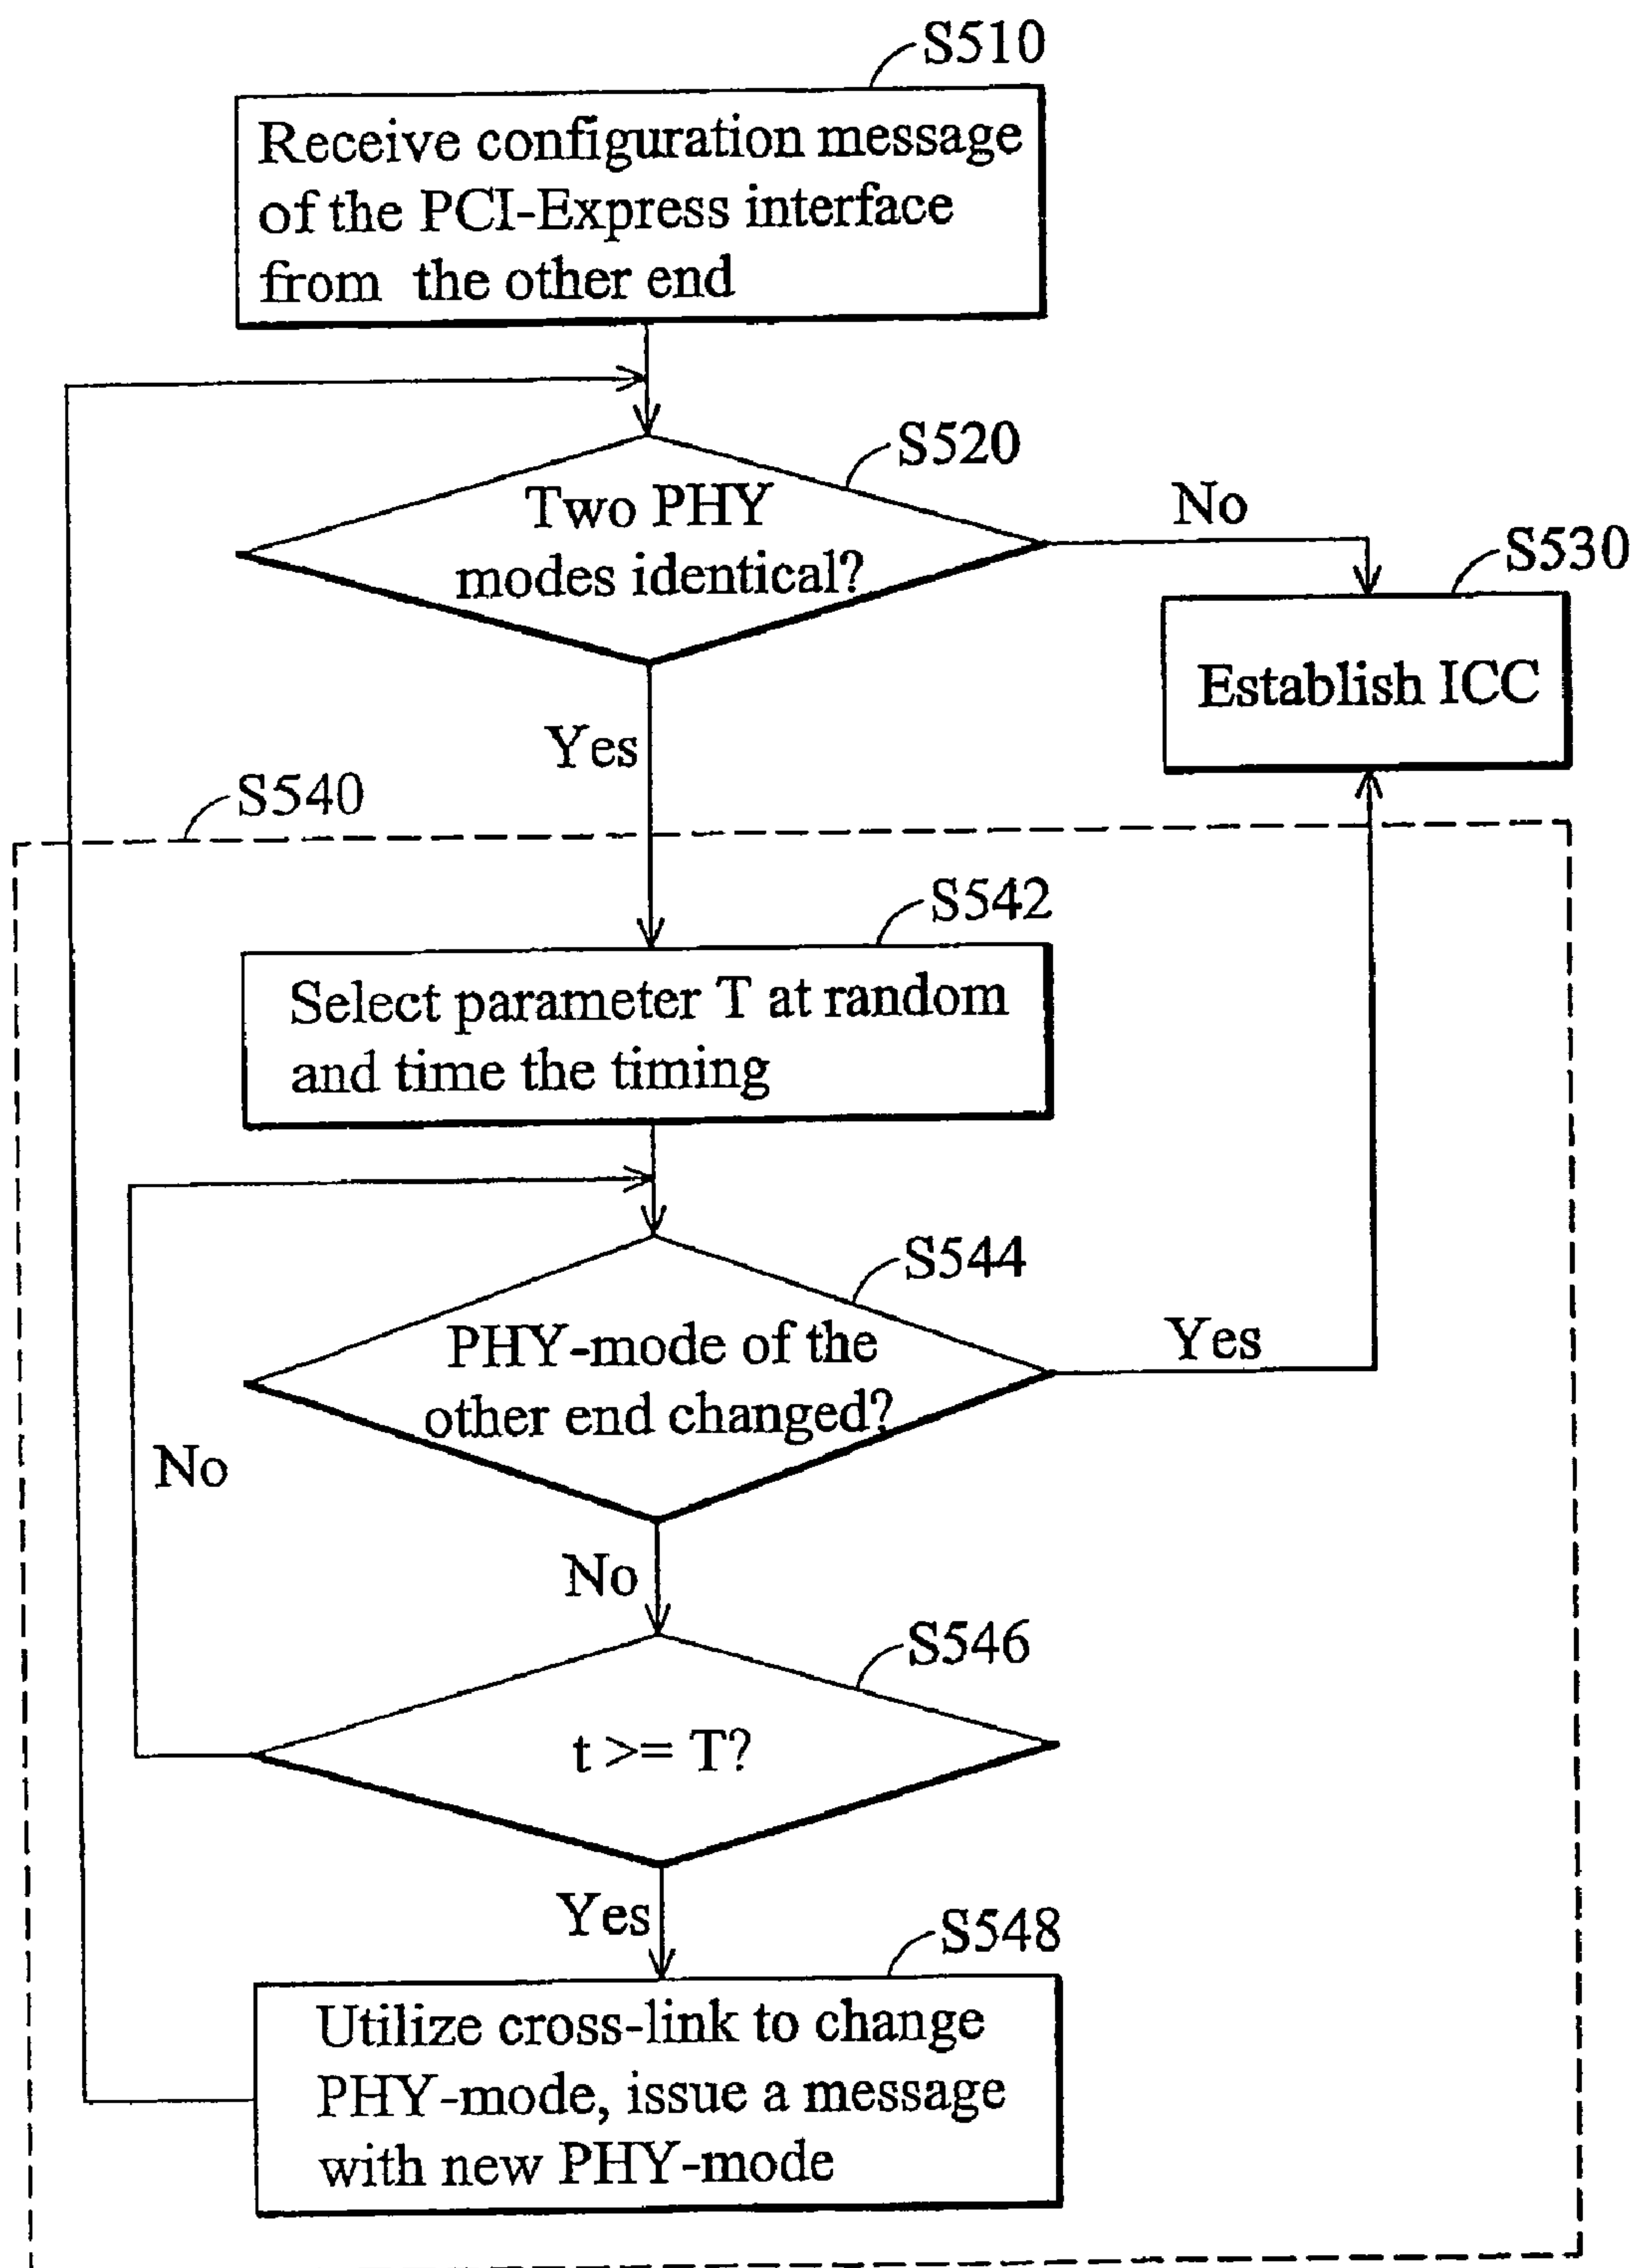 S510
Receive configuration message
of the PCI-Express interface
from the other end
S520
Two PHY
modes identical?
No
S530
Establish ICC
Yes
S540
S542
Select parameter T at random
and time the timing
S544
PHY-mode of the
other end changed?
Yes
No
No
S546
t >= T?
Yes
S548
Utilize cross-link to change
PHY-mode, issue a message
with new PHY-mode